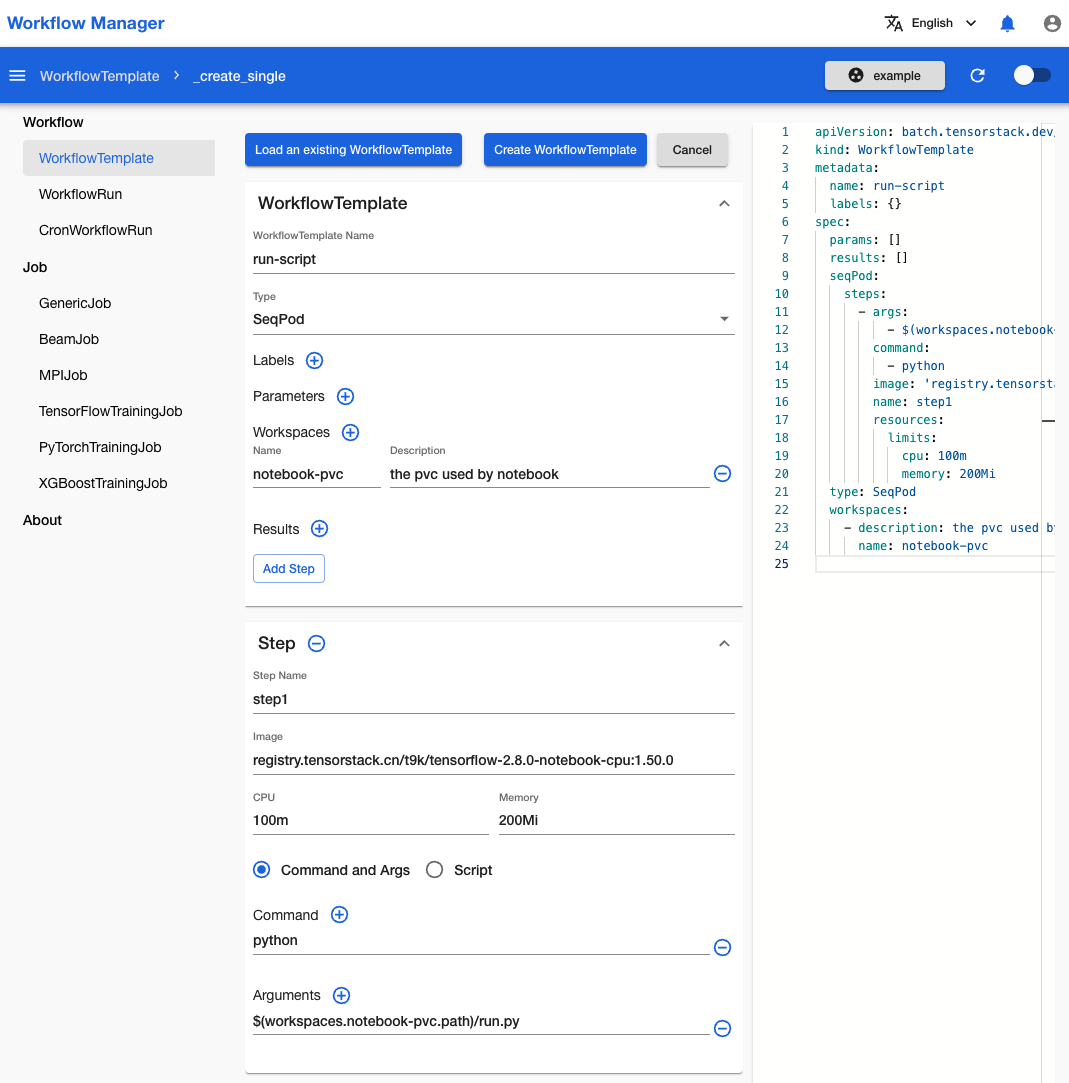 Workflow Manager
English
WorkflowTemplate > _create_single
example
Workflow
WorkflowTemplate
WorkflowRun
CronWorkflowRun
Job
GenericJob
BeamJob
MPIJob
TensorFlowTrainingJob
PyTorchTrainingJob
XGBoostTrainingJob
About
Load an existing WorkflowTemplate
Create WorkflowTemplate
Cancel
WorkflowTemplate
WorkflowTemplate Name
run-script
Type
SeqPod
Labels
Parameters
Workspaces
Name Description
notebook-pvc the pvc used by notebook
Results
Add Step
Step
Step Name
step1
Image
registry.tensorstack.cn/t9k/tensorflow-2.8.0-notebook-cpu:1.50.0
CPU Memory
100m 200Mi
Command and Args Script
Command
python
Arguments
$(workspaces.notebook-pvc.path)/run.py
1 apiVersion: batch.tensorstack.dev/
2 kind: WorkflowTemplate
3 metadata:
4 name: run-script
5 labels: {}
6 spec:
7 params: []
8 results: []
9 seqPod:
10 steps:
11 - args:
12 - $(workspaces.notebook-
13 command:
14 - python
15 image: 'registry.tensorsta
16 name: step1
17 resources:
18 limits:
19 cpu: 100m
20 memory: 200Mi
21 type: SeqPod
22 workspaces:
23 - description: the pvc used by
24 name: notebook-pvc
25